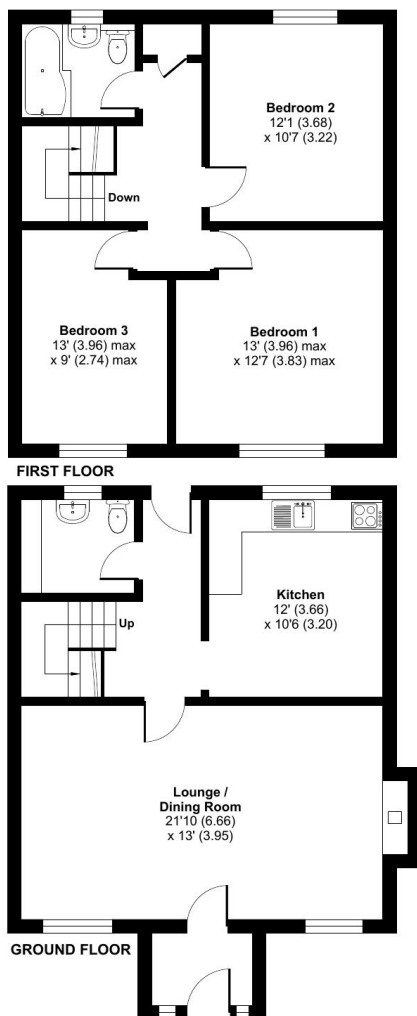 Bedroom 2
12'1 (3.68)
x 10'7 (3.22)
Down
Bedroom 3
13' (3.96) max
x 9' (2.74) max
Bedroom 1
13' (3.96) max
x 12'7 (3.83) max
FIRST FLOOR
Kitchen
12' (3.66)
x 10'6 (3.20)
Up
Lounge /
Dining Room
21'10 (6.66)
x 13' (3.95)
GROUND FLOOR